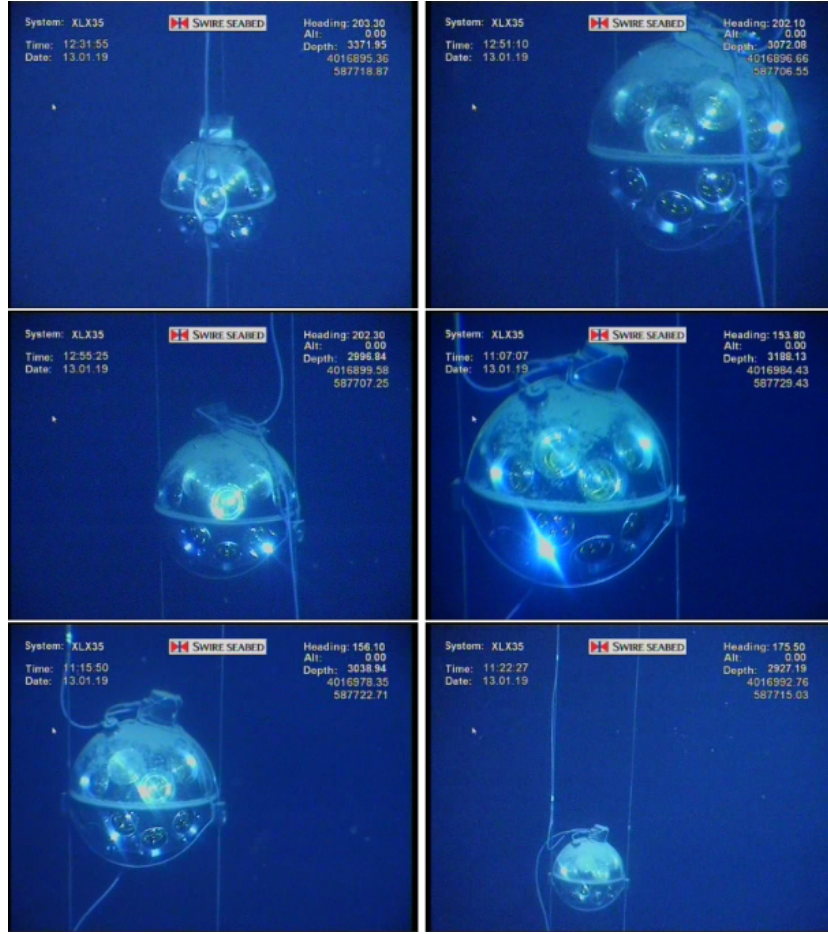 System: XLX35
SWIRE SEABED
Heading: 203.30
Alt: 0.00
Time: 12:31:55
Depth: 3371.95
Date: 13.01.19
4016895.36
587718.87
System: XLX35
SWIRE SEABED
Heading: 202.10
Alt: 0.00
Time: 12:51:10
Depth: 3072.08
Date: 13.01.19
4016896.66
587706.55
System: XLX35
SWIRE SEABED
Heading: 202.30
Alt: 0.00
Time: 12:55:25
Depth: 2996.84
Date: 13.01.19
4016899.58
587707.25
System: XLX35
SWIRE SEABED
Heading: 153.80
Alt: 0.00
Time: 11:07:07
Depth: 3188.13
Date: 13.01.19
4016984.43
587729.43
System: XLX35
SWIRE SEABED
Heading: 156.10
Alt: 0.00
Time: 11:15:50
Depth: 3038.94
Date: 13.01.19
4016978.35
587722.71
System: XLX35
SWIRE SEABED
Heading: 175.50
Alt: 0.00
Time: 11:22:27
Depth: 2927.19
Date: 13.01.19
4016992.76
587715.03